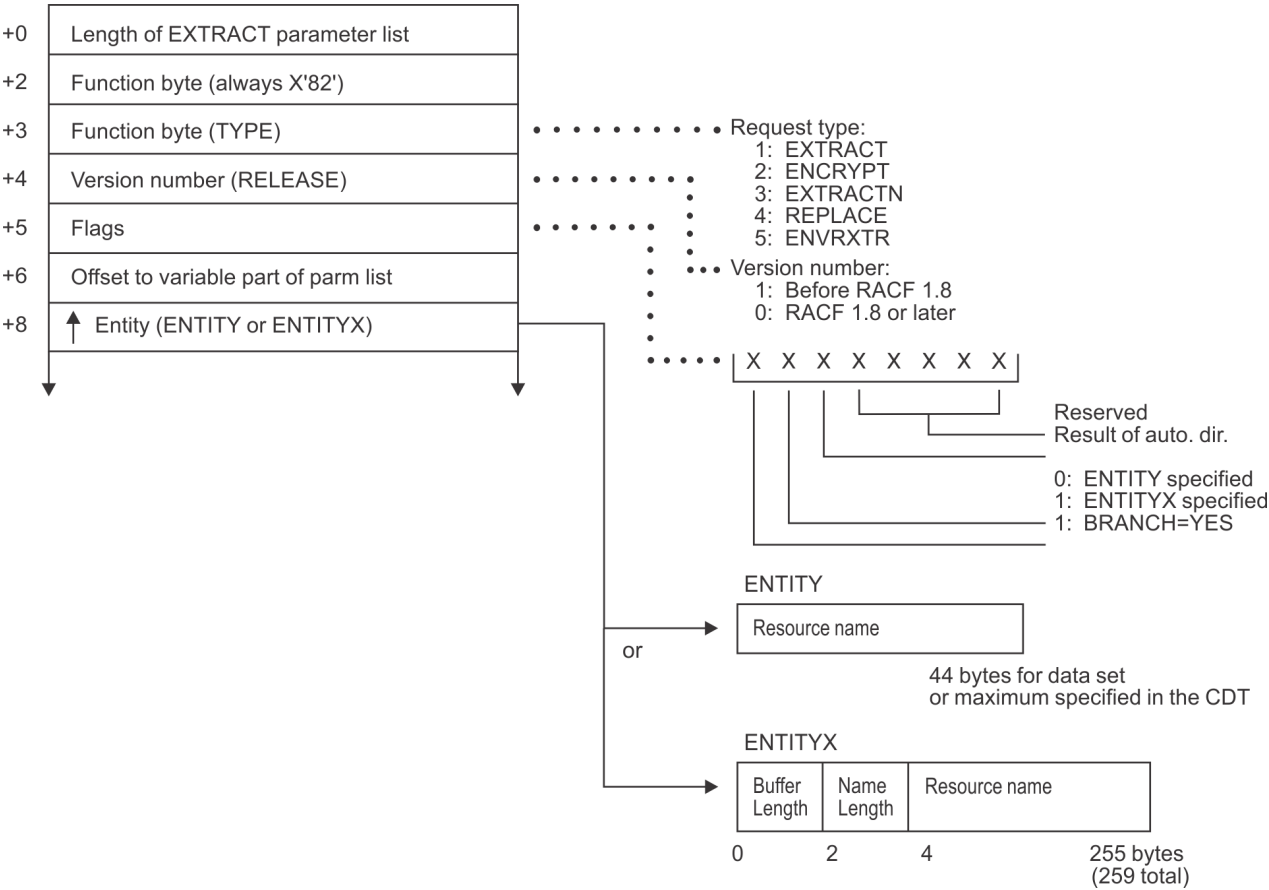 +0 Length of EXTRACT parameter list
+2 Function byte (always X'82')
+3 Function byte (TYPE)
+4 Version number (RELEASE)
+5 Flags
+6 Offset to variable part of parm list
+8 Entity (ENTITY or ENTITYX)
Request type:
1: EXTRACT
2: ENCRYPT
3: EXTRACTN
4: REPLACE
5: ENVRXTR
Version number:
1: Before RACF 1.8
0: RACF 1.8 or later
X X X X X X X X
Reserved
Result of auto. dir.
0: ENTITY specified
1: ENTITYX specified
1: BRANCH=YES
ENTITY
Resource name
or
44 bytes for data set
or maximum specified in the CDT
ENTITYX
Buffer
Length
Name
Length
Resource name
0 2 4 255 bytes
(259 total)